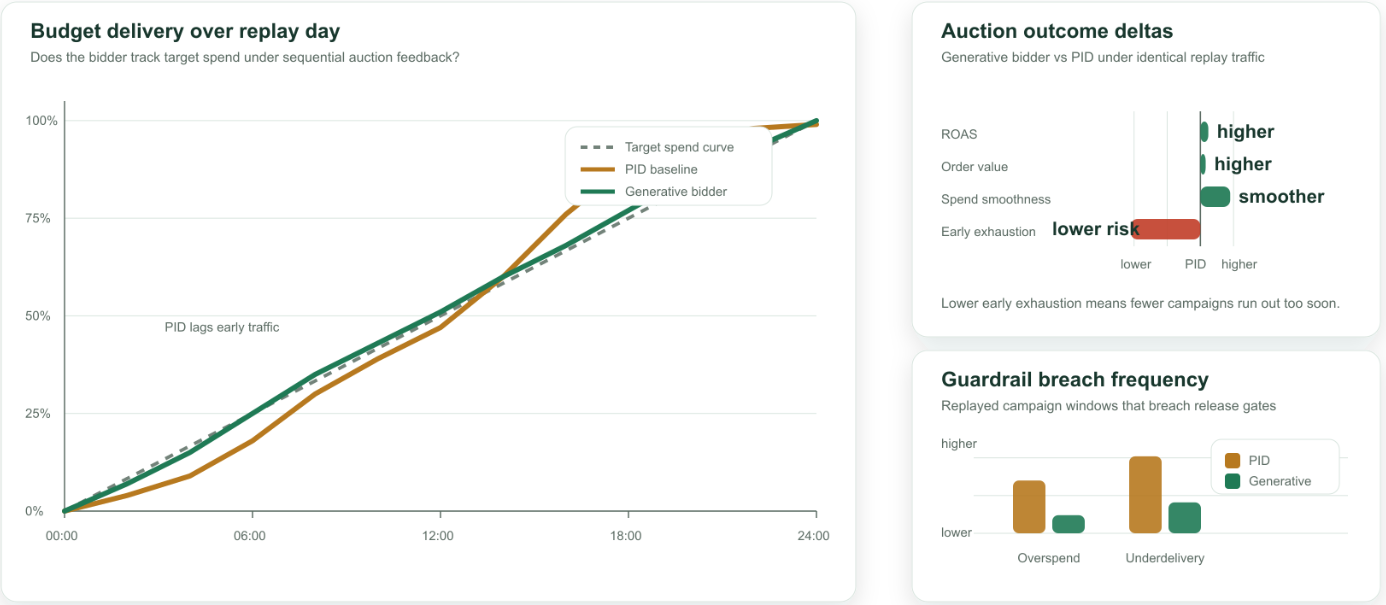 Budget delivery over replay day
Does the bidder track target spend under sequential auction feedback?
100%
75%
50%
25%
0%
Target spend curve
PID baseline
Generative bidder
PID lags early traffic
00:00
06:00
12:00
18:00
24:00
Auction outcome deltas
Generative bidder vs PID under identical replay traffic
ROAS
higher
Order value
higher
Spend smoothness
smoother
Early exhaustion
lower risk
lower
PID
higher
Lower early exhaustion means fewer campaigns run out too soon.
Guardrail breach frequency
Replayed campaign windows that breach release gates
higher
lower
PID
Generative
Overspend
Underdelivery